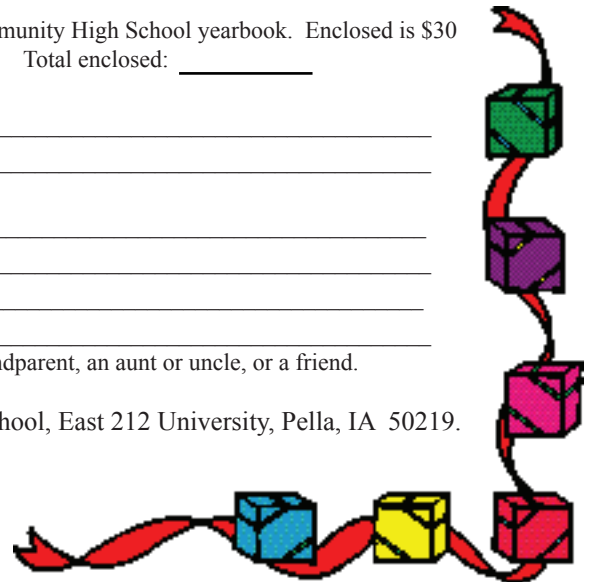 munity High School yearbook. Enclosed is $30
Total enclosed: __________
ndparent, an aunt or uncle, or a friend.
hool, East 212 University, Pella, IA 50219.